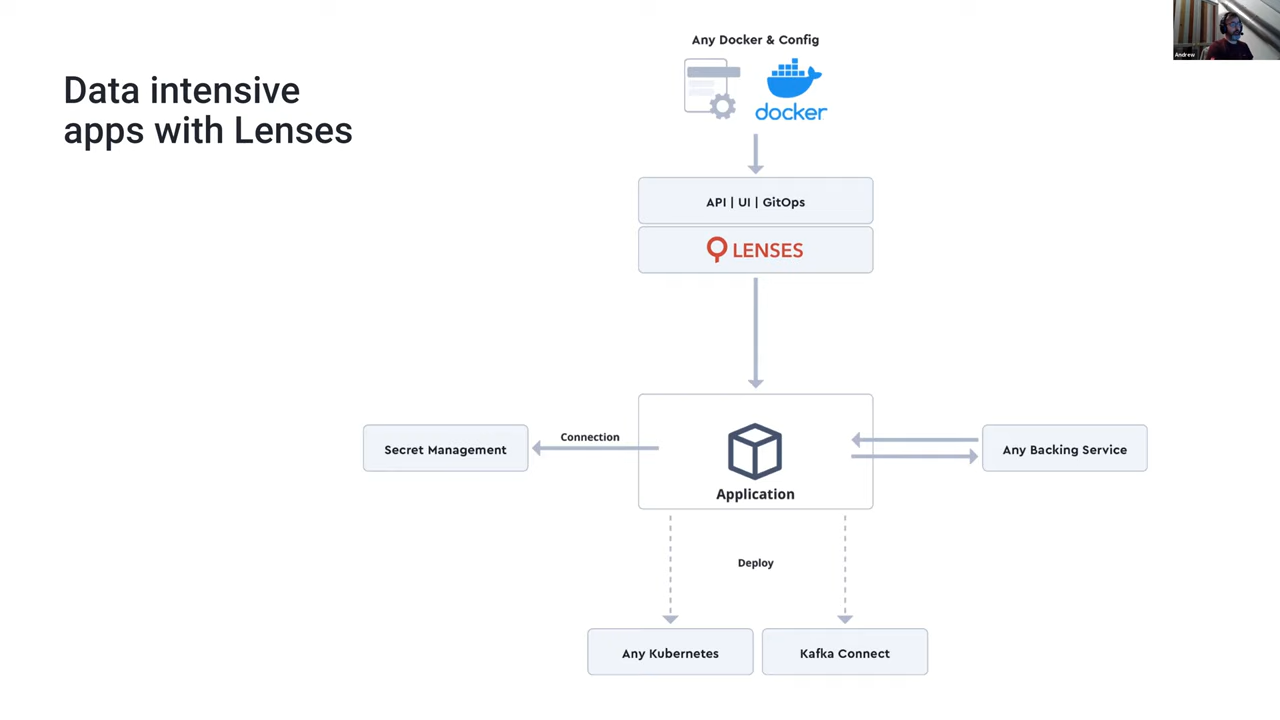 Data intensive
apps with Lenses
Any Docker & Config
docker
API | UI | GitOps
LENSES
Secret Management
Connection
Application
Any Backing Service
Deploy
Any Kubernetes
Kafka Connect
Andrew